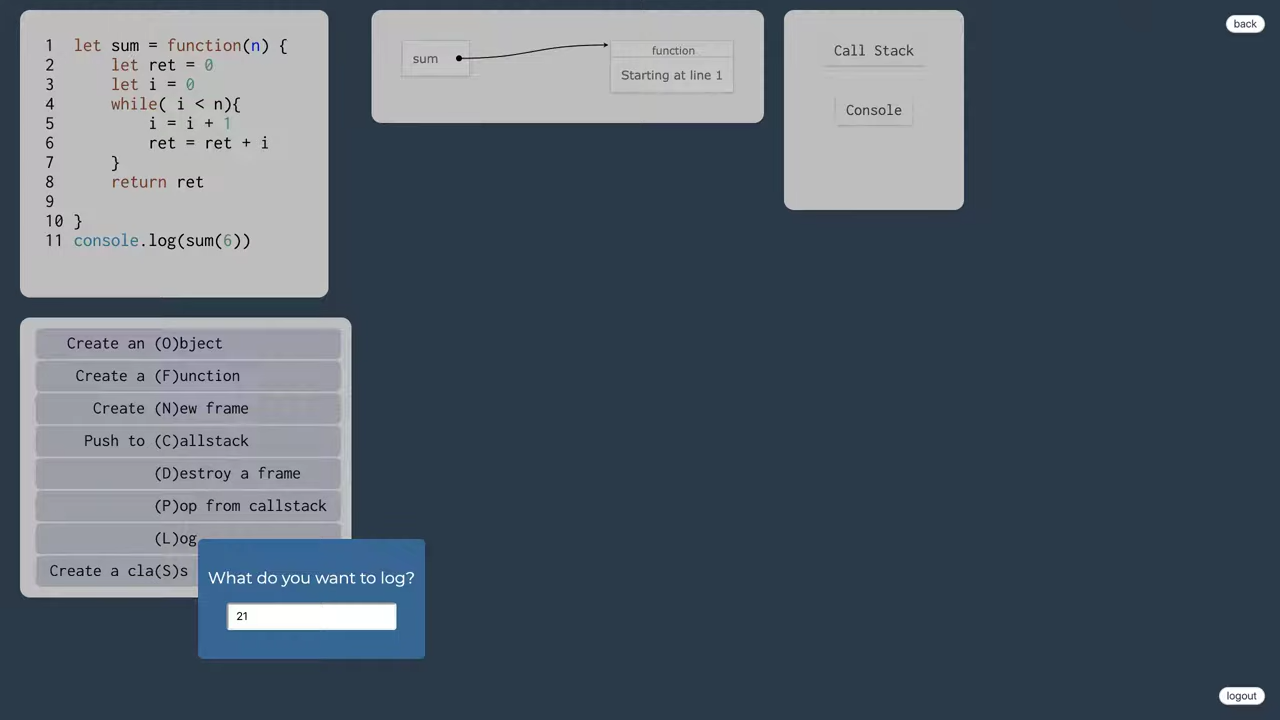 1 let sum = function(n) {
2 let ret = 0
3 let i = 0
4 while( i < n){
5 i = i + 1
6 ret = ret + i
7 }
8 return ret
9
10 }
11 console.log(sum(6))
sum
function
Starting at line 1
Call Stack
Console
back
Create an (O)bject
Create a (F)unction
Create (N)ew frame
Push to (C)allstack
(D)estroy a frame
(P)op from callstack
(L)og
Create a cla(S)s
What do you want to log?
21
logout